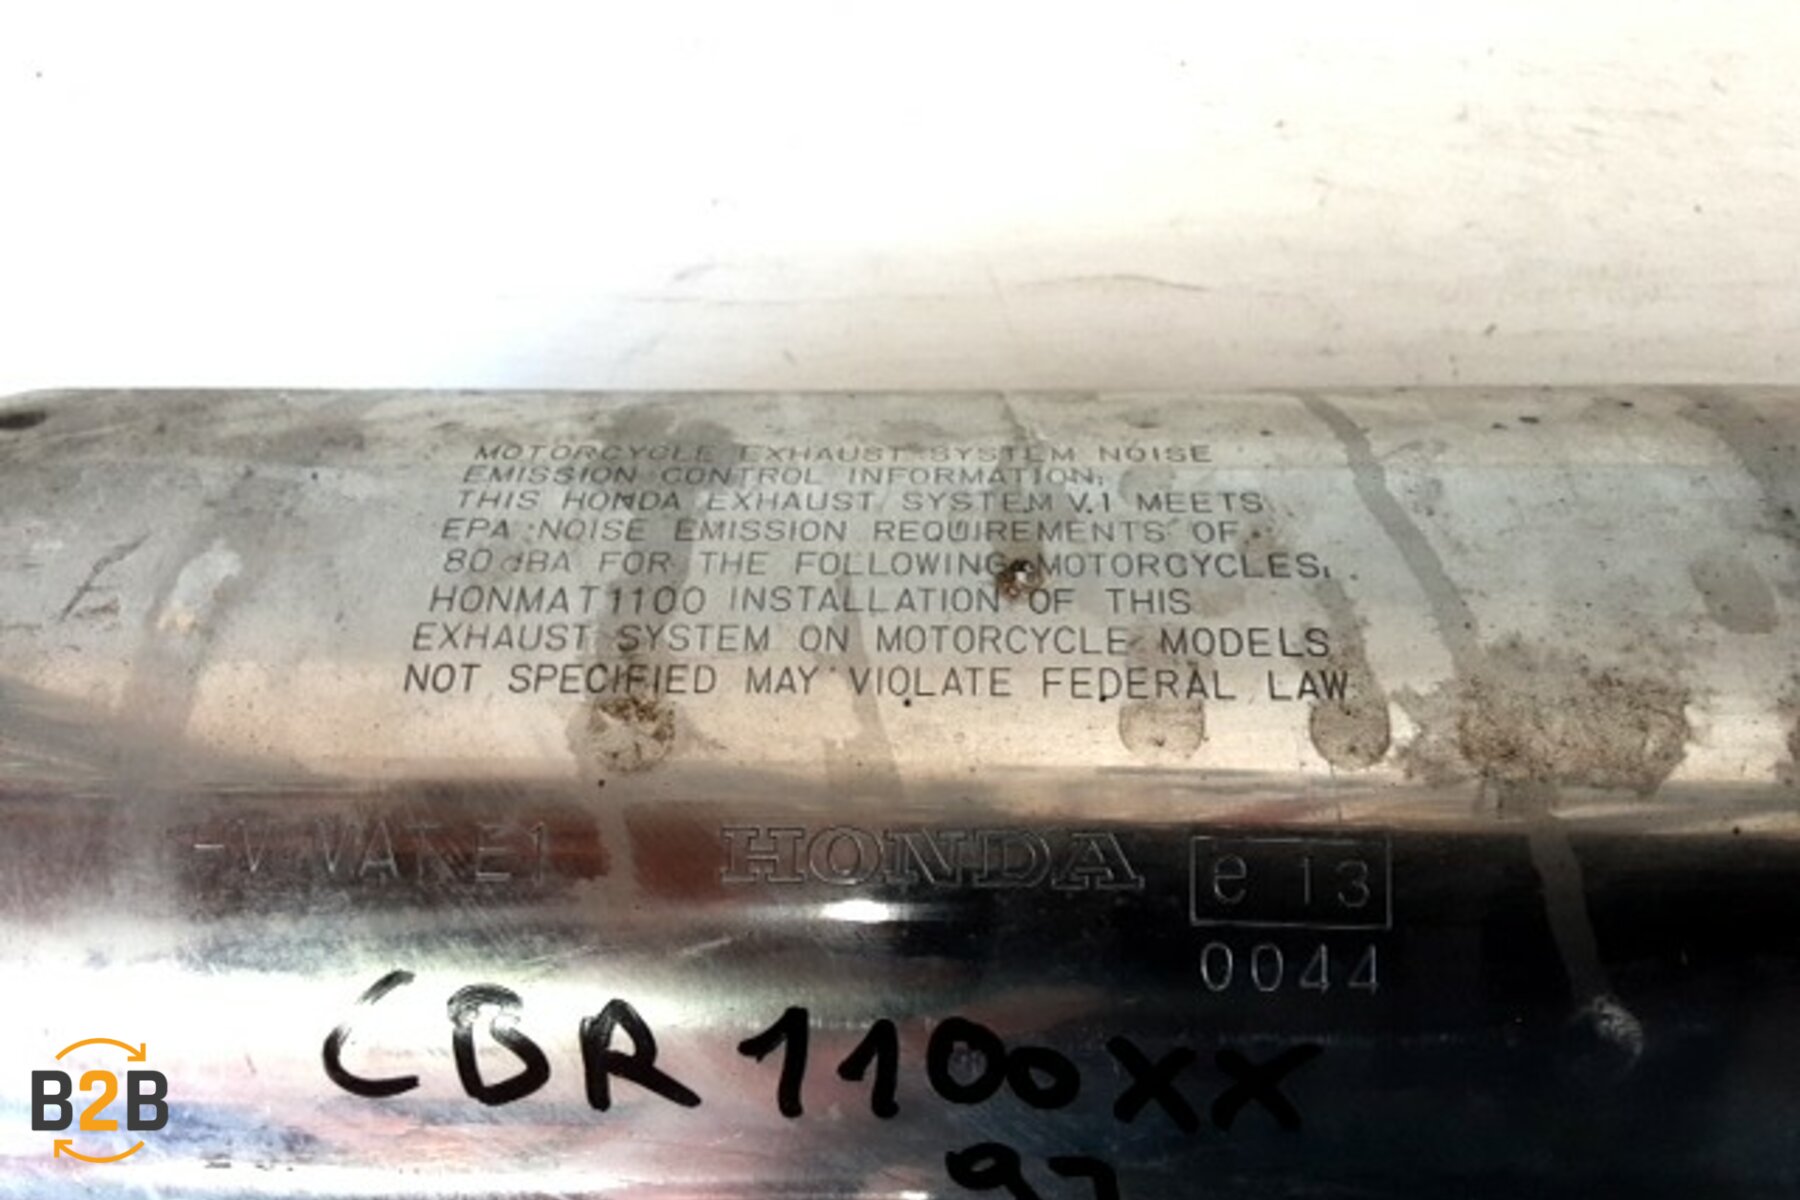 MOTORCYCLE EXHAUST SYSTEM NOISE
EMISSION CONTROL INFORMATION.
THIS HONDA EXHAUST SYSTEM V.1 MEETS
EPA NOISE EMISSION REQUIREMENTS OF
80 dBA FOR THE FOLLOWING MOTORCYCLES.
HONMAT1100 INSTALLATION OF THIS
EXHAUST SYSTEM ON MOTORCYCLE MODELS
NOT SPECIFIED MAY VIOLATE FEDERAL LAW
HONDA e 13
0044
CBR 1100XX
97
B2B